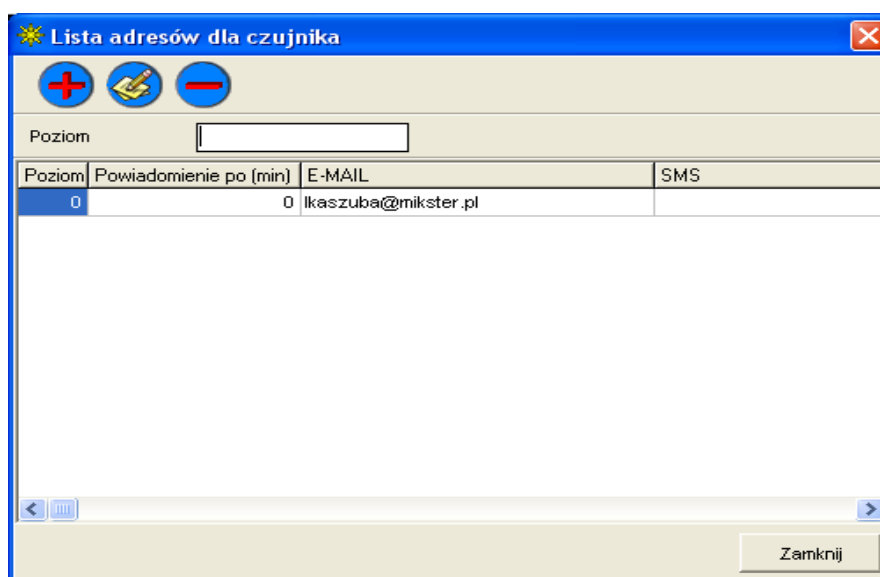 Lista adresów dla czujnika
Poziom
Poziom Powiadomienie po (min) E-MAIL SMS
0 0 lkaszuba@mikster.pl
Zamknij